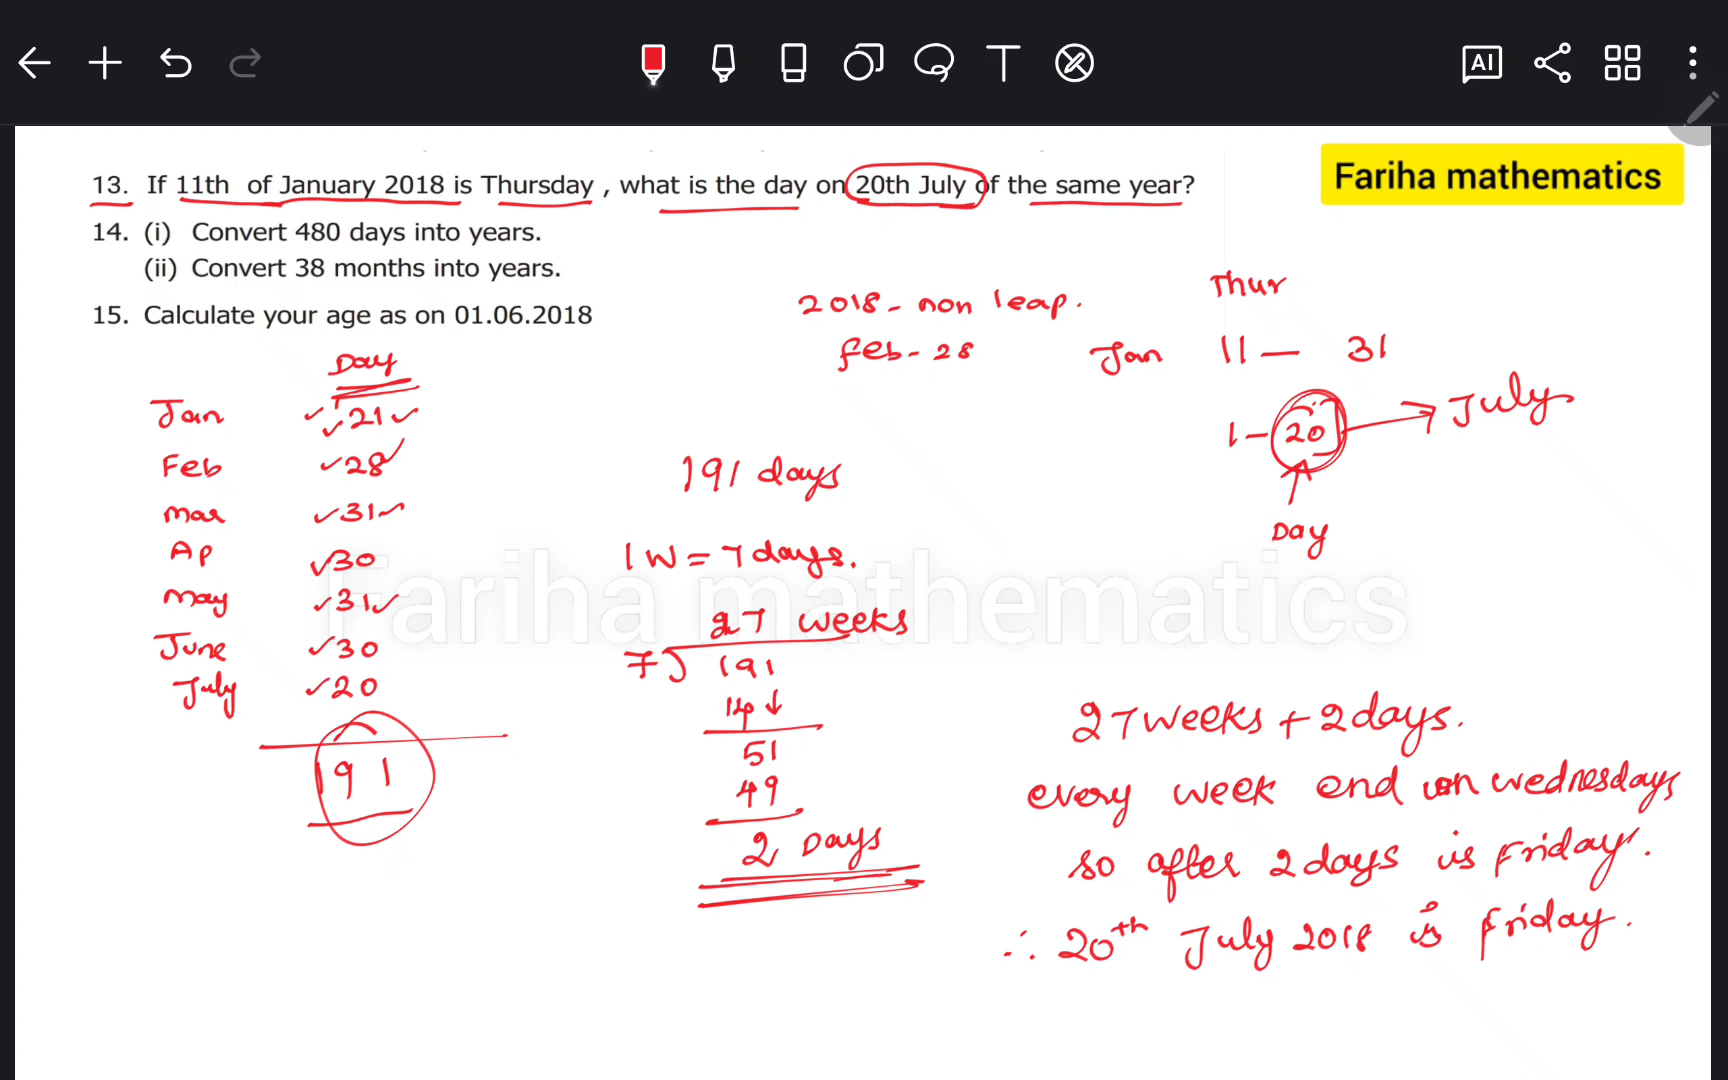 AI
13. If 11th of January 2018 is Thursday , what is the day on 20th July of the same year?
Fariha mathematics
14. (i) Convert 480 days into years.
(ii) Convert 38 months into years.
15. Calculate your age as on 01.06.2018
2018 - non leap.
Feb - 28
Thur
Jan 11 — 31
1 - 20 → July
Day
Day
Jan 21
Feb 28
Mar 31
Ap 30
May 31
June 30
July 20
191
191 days
1 W = 7 days.
27 weeks
7) 191
14↓
51
49
2 Days
27 weeks + 2 days.
every week end on wednesdays
so after 2 days is Friday.
∴ 20th July 2018 is Friday.
Fariha mathematics